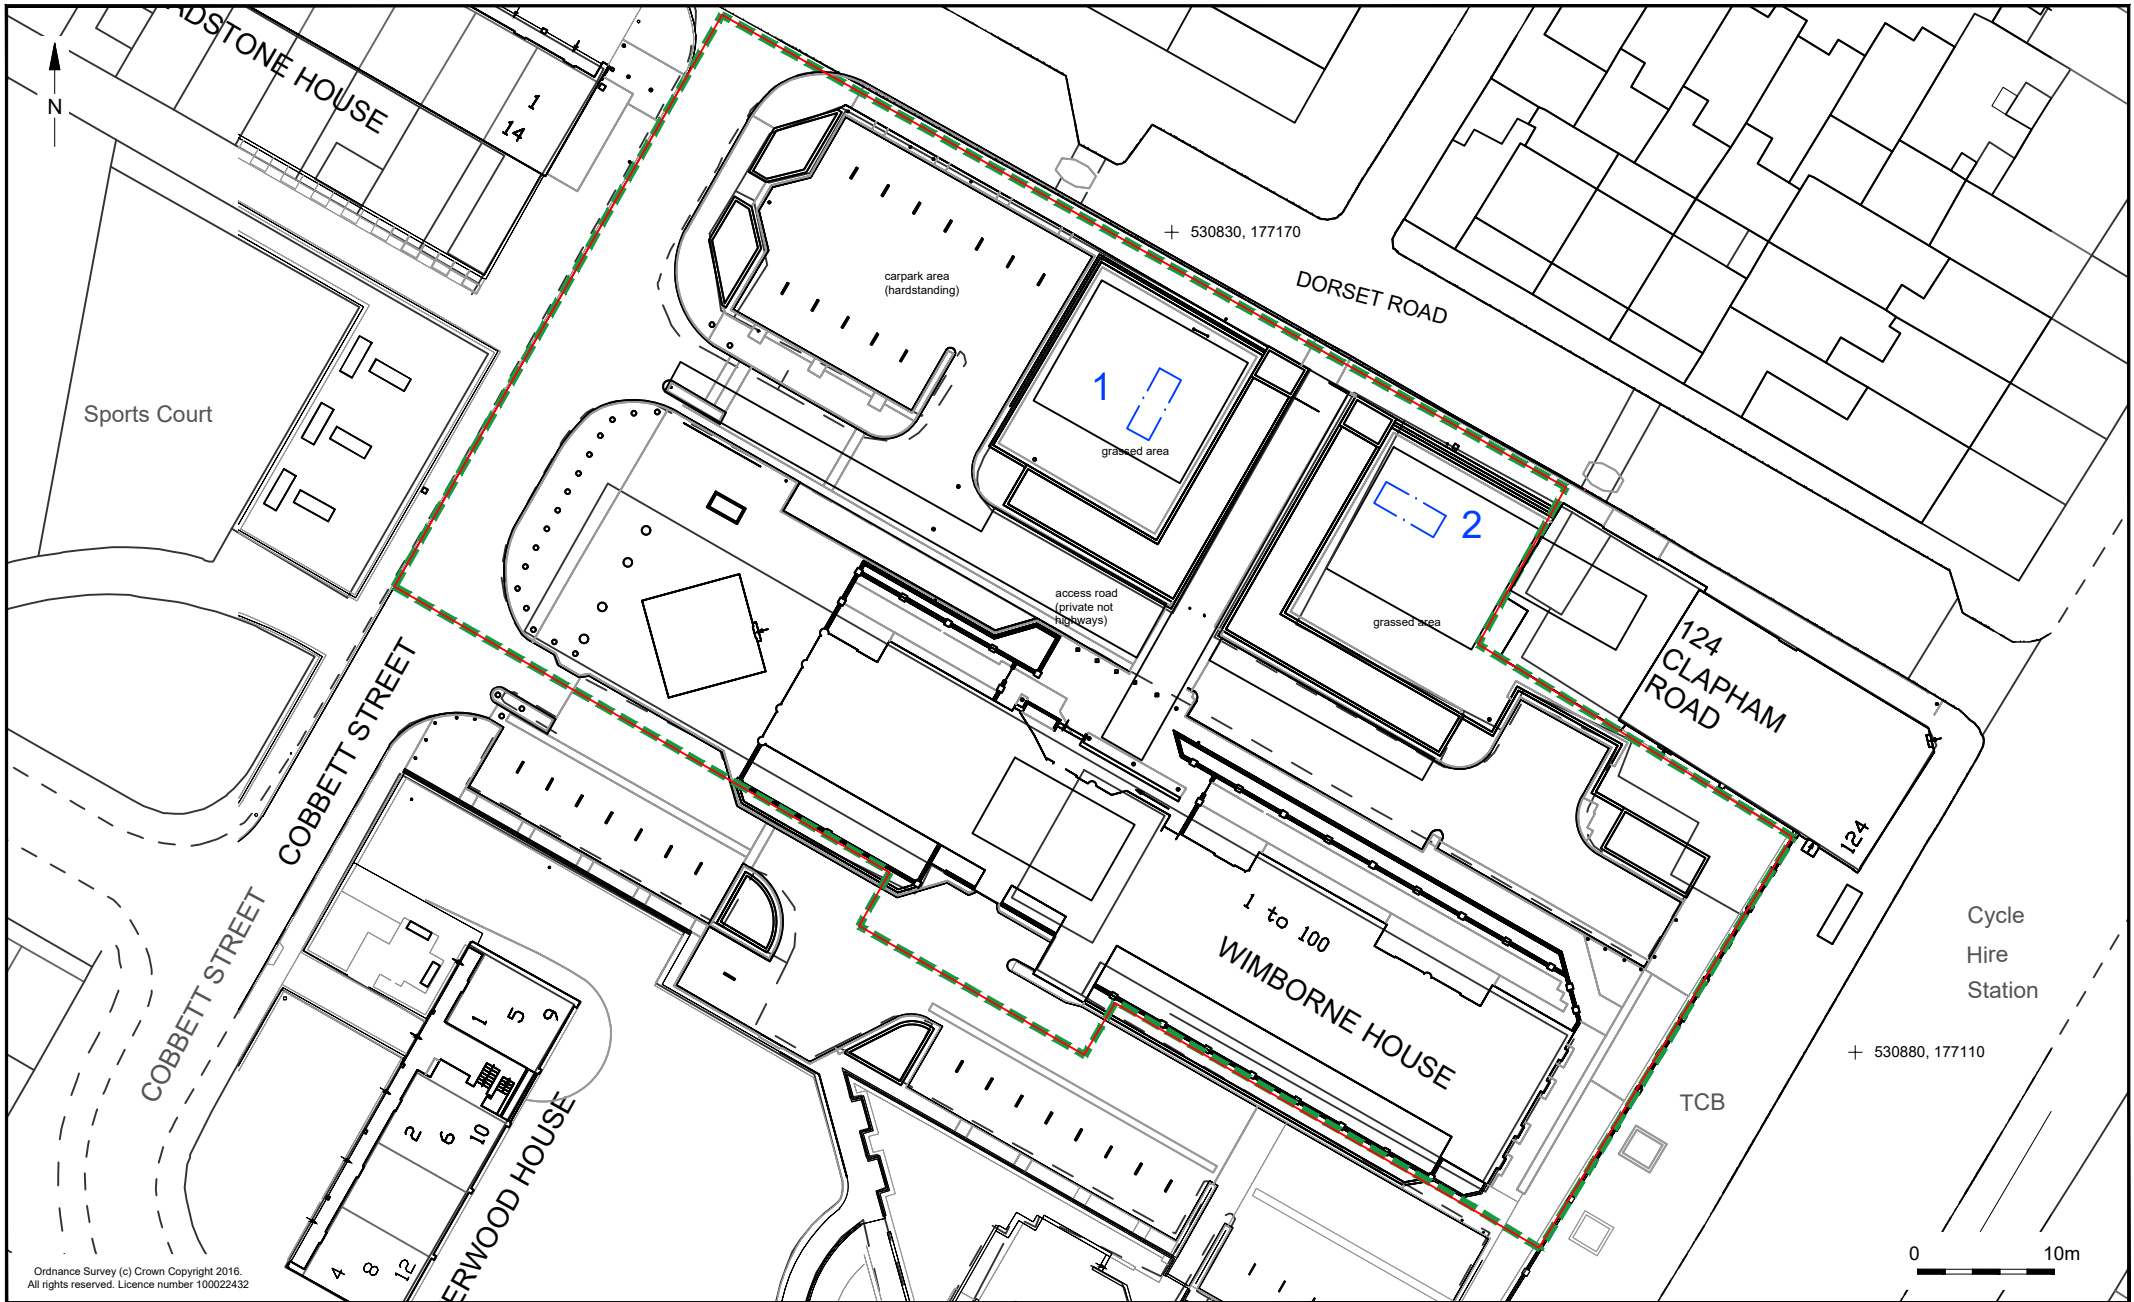 ADSTONE HOUSE
1
14
N
530830, 177170
DORSET ROAD
carpark area
(hardstanding)
Sports Court
1
grassed area
2
grassed area
access road
(private not
highways)
124
CLAPHAM
ROAD
124
COBBETT STREET
COBBETT STREET
1 to 100
WIMBORNE HOUSE
Cycle
Hire
Station
530880, 177110
TCB
1 5 9
2 6 10
4 8 12
ERWOOD HOUSE
0 10m
Ordnance Survey (c) Crown Copyright 2016.
All rights reserved. Licence number 100022432